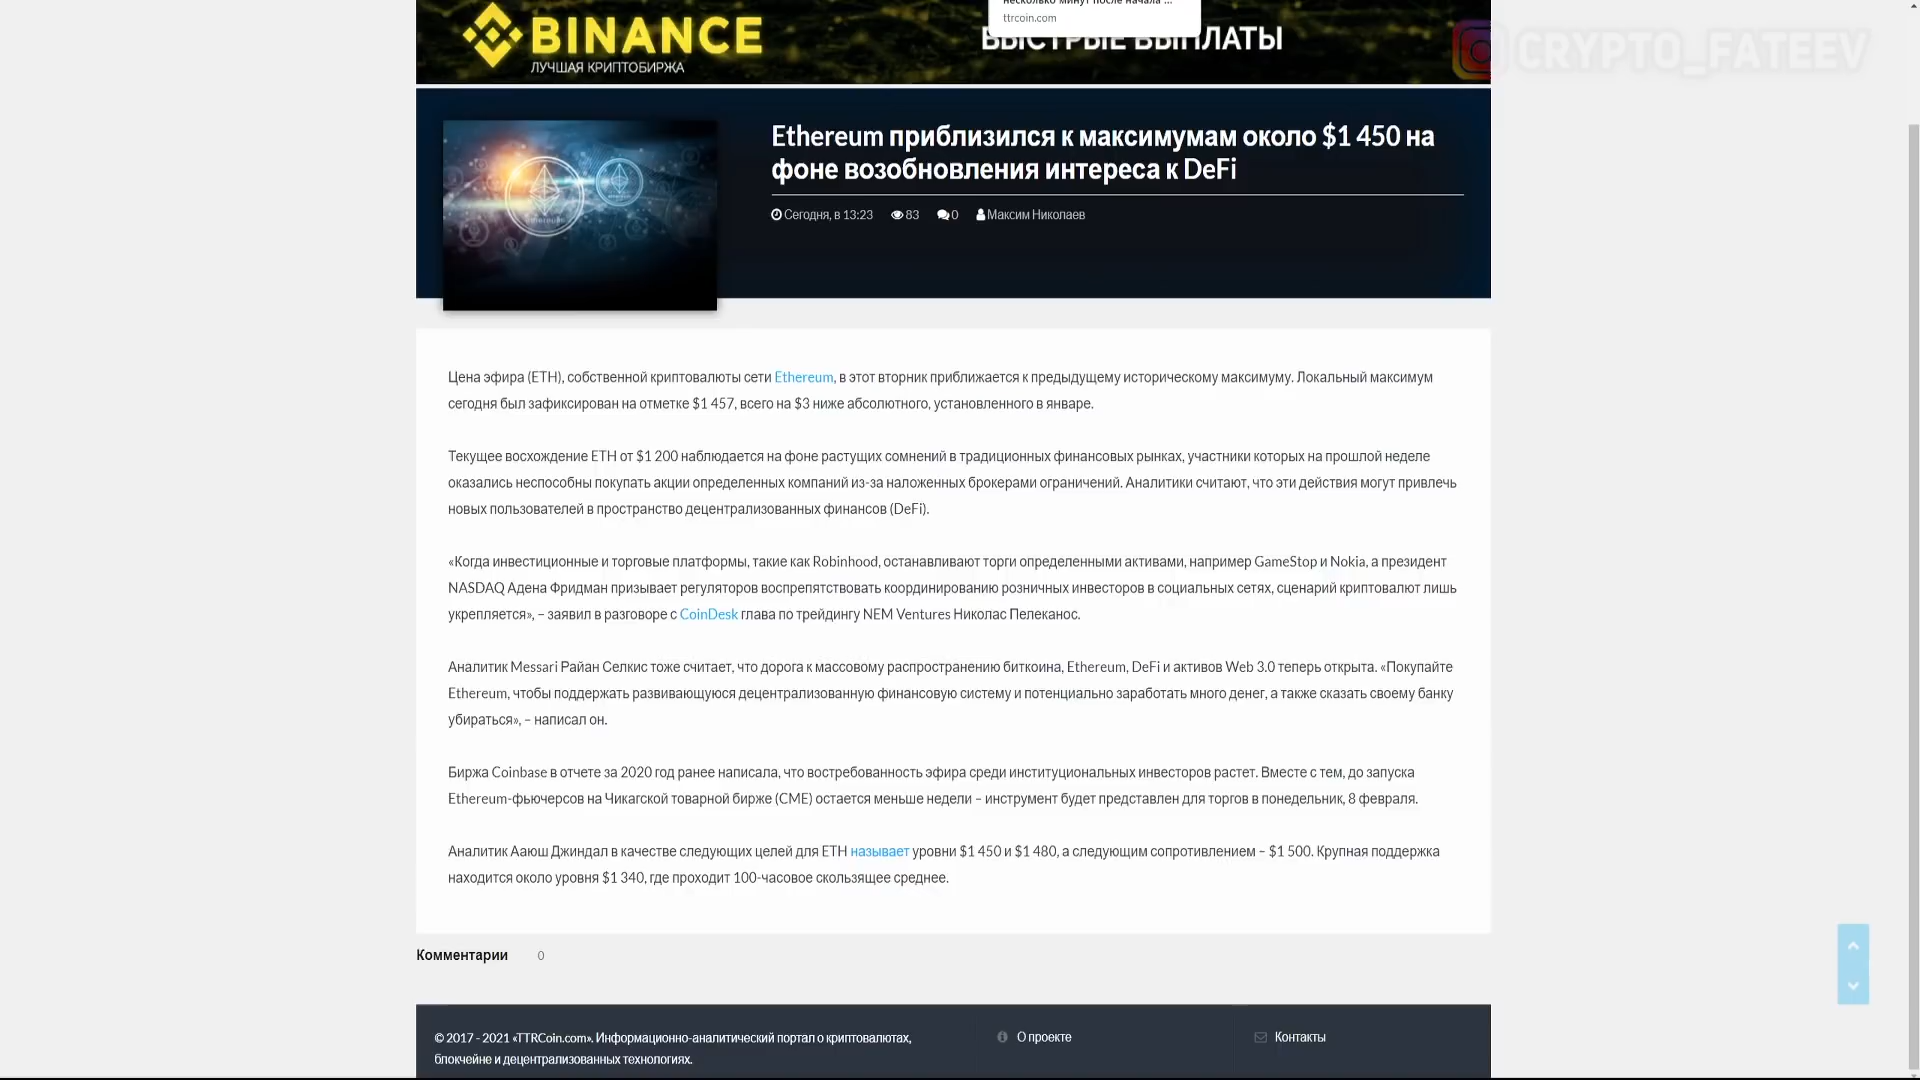 несколько минут после начала ...
ttrcoin.com
BINANCE
ЛУЧШАЯ КРИПТОБИРЖА
БЫСТРЫЕ ВЫПЛАТЫ
CRYPTO_FATEEV
Ethereum приблизился к максимумам около $1 450 на
фоне возобновления интереса к DeFi
Сегодня, в 13:23 83 0 Максим Николаев
Цена эфира (ETH), собственной криптовалюты сети Ethereum, в этот вторник приближается к предыдущему историческому максимуму. Локальный максимум
сегодня был зафиксирован на отметке $1 457, всего на $3 ниже абсолютного, установленного в январе.
Текущее восхождение ETH от $1 200 наблюдается на фоне растущих сомнений в традиционных финансовых рынках, участники которых на прошлой неделе
оказались неспособны покупать акции определенных компаний из-за наложенных брокерами ограничений. Аналитики считают, что эти действия могут привлечь
новых пользователей в пространство децентрализованных финансов (DeFi).
«Когда инвестиционные и торговые платформы, такие как Robinhood, останавливают торги определенными активами, например GameStop и Nokia, а президент
NASDAQ Адена Фридман призывает регуляторов воспрепятствовать координированию розничных инвесторов в социальных сетях, сценарий криптовалют лишь
укрепляется», – заявил в разговоре с CoinDesk глава по трейдингу NEM Ventures Николас Пелеканос.
Аналитик Messari Райан Селкис тоже считает, что дорога к массовому распространению биткоина, Ethereum, DeFi и активов Web 3.0 теперь открыта. «Покупайте
Ethereum, чтобы поддержать развивающуюся децентрализованную финансовую систему и потенциально заработать много денег, а также сказать своему банку
убираться», – написал он.
Биржа Coinbase в отчете за 2020 год ранее написала, что востребованность эфира среди институциональных инвесторов растет. Вместе с тем, до запуска
Ethereum-фьючерсов на Чикагской товарной бирже (CME) остается меньше недели – инструмент будет представлен для торгов в понедельник, 8 февраля.
Аналитик Ааюш Джиндал в качестве следующих целей для ETH называет уровни $1 450 и $1 480, а следующим сопротивлением – $1 500. Крупная поддержка
находится около уровня $1 340, где проходит 100-часовое скользящее среднее.
Комментарии 0
© 2017 - 2021 «TTRCoin.com». Информационно-аналитический портал о криптовалютах,
блокчейне и децентрализованных технологиях.
О проекте
Контакты